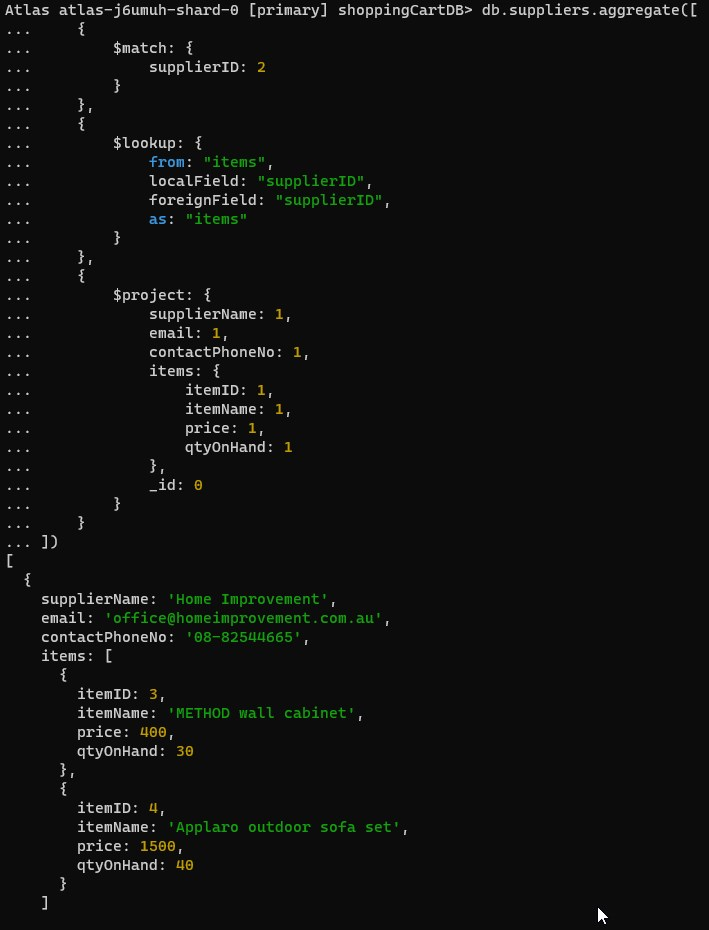 Atlas atlas-j6umuh-shard-0 [primary] shoppingCartDB> db.suppliers.aggregate([
...     {
...         $match: {
...             supplierID: 2
...         }
...     },
...     {
...         $lookup: {
...             from: "items",
...             localField: "supplierID",
...             foreignField: "supplierID",
...             as: "items"
...         }
...     },
...     {
...         $project: {
...             supplierName: 1,
...             email: 1,
...             contactPhoneNo: 1,
...             items: {
...                 itemID: 1,
...                 itemName: 1,
...                 price: 1,
...                 qtyOnHand: 1
...             },
...             _id: 0
...         }
...     }
... ])
[
  {
    supplierName: 'Home Improvement',
    email: 'office@homeimprovement.com.au',
    contactPhoneNo: '08-82544665',
    items: [
      {
        itemID: 3,
        itemName: 'METHOD wall cabinet',
        price: 400,
        qtyOnHand: 30
      },
      {
        itemID: 4,
        itemName: 'Applaro outdoor sofa set',
        price: 1500,
        qtyOnHand: 40
      }
    ]